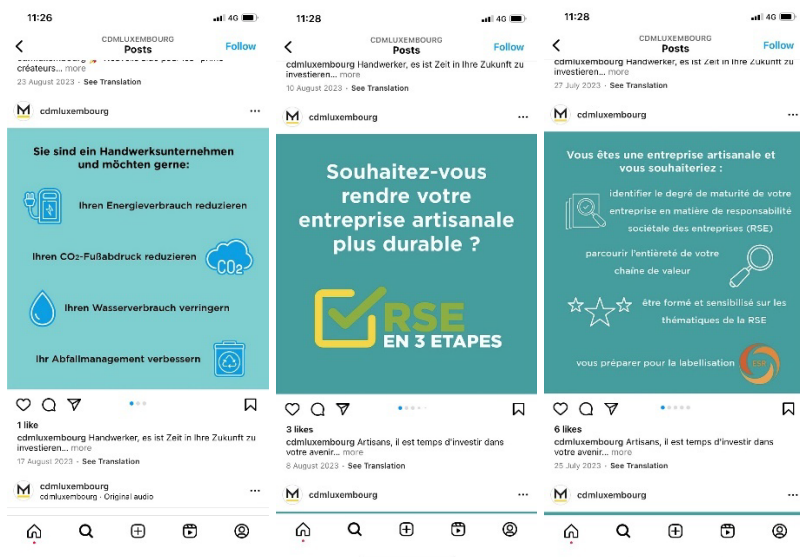 11:26
4G
CDMLUXEMBOURG
Posts
Follow
créateurs... more
23 August 2023 · See Translation
cdmluxembourg
Sie sind ein Handwerksunternehmen
und möchten gerne:
Ihren Energieverbrauch reduzieren
Ihren CO₂-Fußabdruck reduzieren
CO2
Ihren Wasserverbrauch verringern
Ihr Abfallmanagement verbessern
1 like
cdmluxembourg Handwerker, es ist Zeit in Ihre Zukunft zu
investieren... more
17 August 2023 · See Translation
cdmluxembourg
cdmluxembourg · Original audio
11:28
4G
CDMLUXEMBOURG
Posts
Follow
cdmluxembourg Handwerker, es ist Zeit in Ihre Zukunft zu
investieren... more
10 August 2023 · See Translation
cdmluxembourg
Souhaitez-vous
rendre votre
entreprise artisanale
plus durable ?
RSE
EN 3 ETAPES
3 likes
cdmluxembourg Artisans, il est temps d'investir dans
votre avenir... more
8 August 2023 · See Translation
cdmluxembourg
11:28
4G
CDMLUXEMBOURG
Posts
Follow
cdmluxembourg Handwerker, es ist Zeit in Ihre Zukunft zu
investieren... more
27 July 2023 · See Translation
cdmluxembourg
Vous êtes une entreprise artisanale et
vous souhaiteriez :
identifier le degré de maturité de votre
entreprise en matière de responsabilité
sociétale des entreprises (RSE)
parcourir l'entièreté de votre
chaîne de valeur
être formé et sensibilisé sur les
thématiques de la RSE
vous préparer pour la labellisation
ESR
6 likes
cdmluxembourg Artisans, il est temps d'investir dans
votre avenir... more
25 July 2023 · See Translation
cdmluxembourg